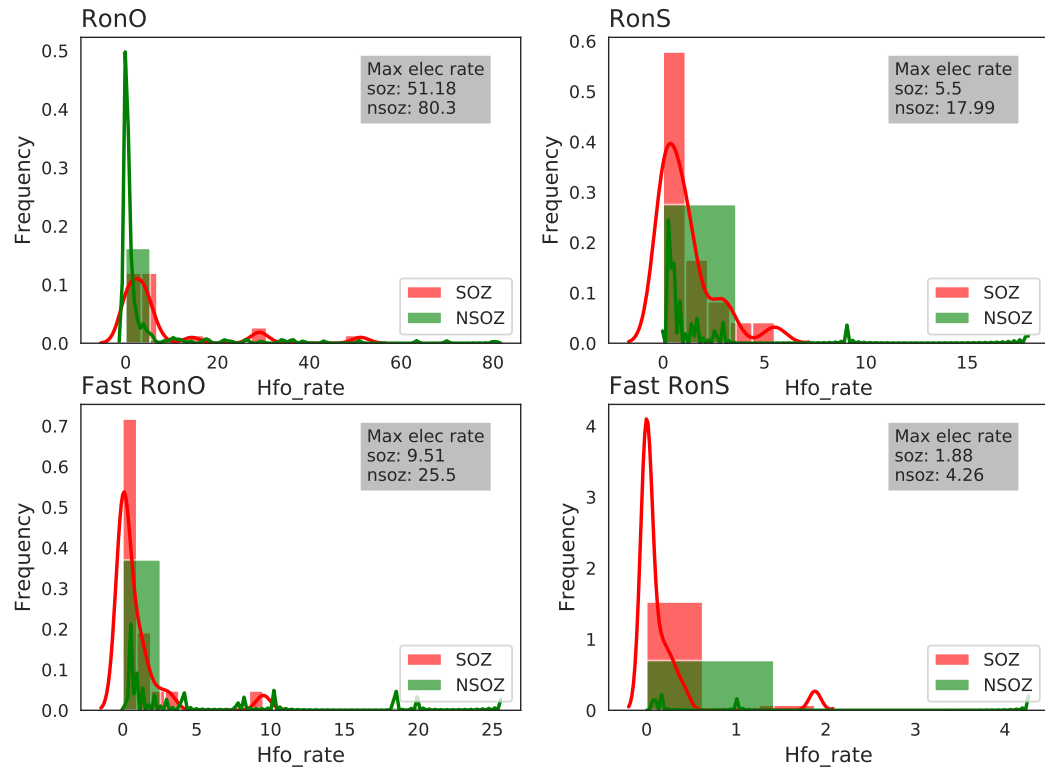 RonO
Max elec rate
soz: 51.18
nsoz: 80.3
Frequency
0.5
0.4
0.3
0.2
0.1
0.0
SOZ
NSOZ
0 20 40 60 80
Hfo_rate
RonS
Max elec rate
soz: 5.5
nsoz: 17.99
Frequency
0.6
0.5
0.4
0.3
0.2
0.1
0.0
SOZ
NSOZ
0 5 10 15
Hfo_rate
Fast RonO
Max elec rate
soz: 9.51
nsoz: 25.5
Frequency
0.7
0.6
0.5
0.4
0.3
0.2
0.1
0.0
SOZ
NSOZ
0 5 10 15 20 25
Hfo_rate
Fast RonS
Max elec rate
soz: 1.88
nsoz: 4.26
Frequency
4
3
2
1
0
SOZ
NSOZ
0 1 2 3 4
Hfo_rate